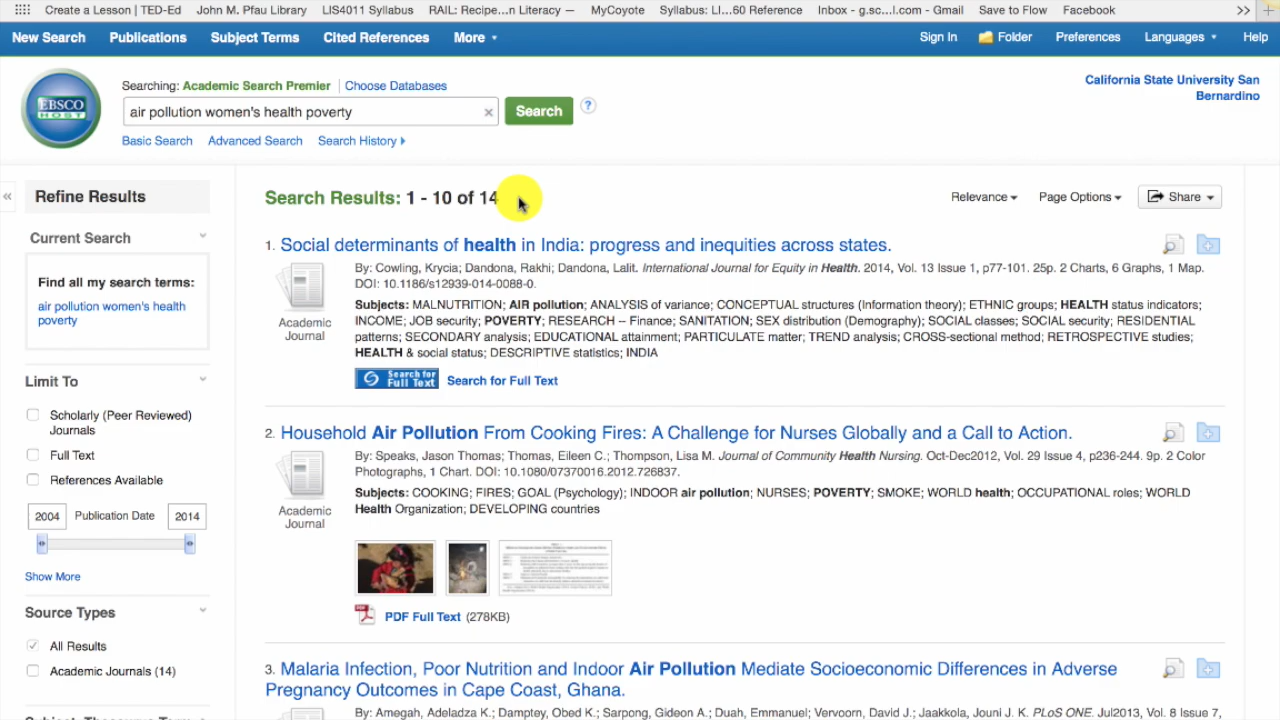 Create a Lesson | TED-Ed John M. Pfau Library LIS4011 Syllabus RAIL: Recipe...n Literacy — MyCoyote Syllabus: LI...60 Reference Inbox - g.sc...l.com - Gmail Save to Flow Facebook
New Search Publications Subject Terms Cited References More Sign In Folder Preferences Languages Help
EBSCO HOST
Searching: Academic Search Premier | Choose Databases
California State University San Bernardino
air pollution women's health poverty Search
Basic Search Advanced Search Search History
Refine Results
Current Search
Find all my search terms:
air pollution women's health
poverty
Limit To
Scholarly (Peer Reviewed)
Journals
Full Text
References Available
2004 Publication Date 2014
Show More
Source Types
All Results
Academic Journals (14)
Search Results: 1 - 10 of 14
Relevance Page Options Share
1. Social determinants of health in India: progress and inequities across states.
Academic
Journal
By: Cowling, Krycia; Dandona, Rakhi; Dandona, Lalit. International Journal for Equity in Health. 2014, Vol. 13 Issue 1, p77-101. 25p. 2 Charts, 6 Graphs, 1 Map.
DOI: 10.1186/s12939-014-0088-0.
Subjects: MALNUTRITION; AIR pollution; ANALYSIS of variance; CONCEPTUAL structures (Information theory); ETHNIC groups; HEALTH status indicators;
INCOME; JOB security; POVERTY; RESEARCH -- Finance; SANITATION; SEX distribution (Demography); SOCIAL classes; SOCIAL security; RESIDENTIAL
patterns; SECONDARY analysis; EDUCATIONAL attainment; PARTICULATE matter; TREND analysis; CROSS-sectional method; RETROSPECTIVE studies;
HEALTH & social status; DESCRIPTIVE statistics; INDIA
Search for Full Text Search for Full Text
2. Household Air Pollution From Cooking Fires: A Challenge for Nurses Globally and a Call to Action.
Academic
Journal
By: Speaks, Jason Thomas; Thomas, Eileen C.; Thompson, Lisa M. Journal of Community Health Nursing. Oct-Dec2012, Vol. 29 Issue 4, p236-244. 9p. 2 Color
Photographs, 1 Chart. DOI: 10.1080/07370016.2012.726837.
Subjects: COOKING; FIRES; GOAL (Psychology); INDOOR air pollution; NURSES; POVERTY; SMOKE; WORLD health; OCCUPATIONAL roles; WORLD
Health Organization; DEVELOPING countries
PDF Full Text (278KB)
3. Malaria Infection, Poor Nutrition and Indoor Air Pollution Mediate Socioeconomic Differences in Adverse
Pregnancy Outcomes in Cape Coast, Ghana.
By: Amegah, Adeladza K.; Damptey, Obed K.; Sarpong, Gideon A.; Duah, Emmanuel; Vervoorn, David J.; Jaakkola, Jouni J. K. PLoS ONE. Jul2013, Vol. 8 Issue 7,